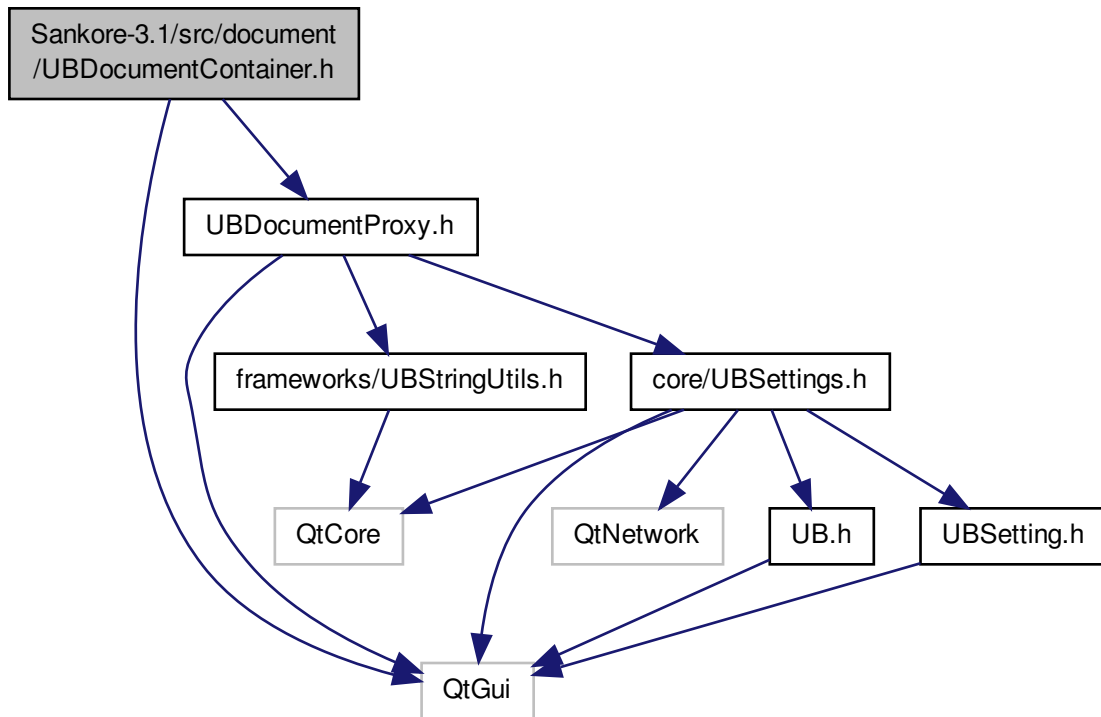 Sankore-3.1/src/document
/UBDocumentContainer.h
UBDocumentProxy.h
frameworks/UBStringUtils.h
core/UBSettings.h
QtCore
QtNetwork
UB.h
UBSetting.h
QtGui